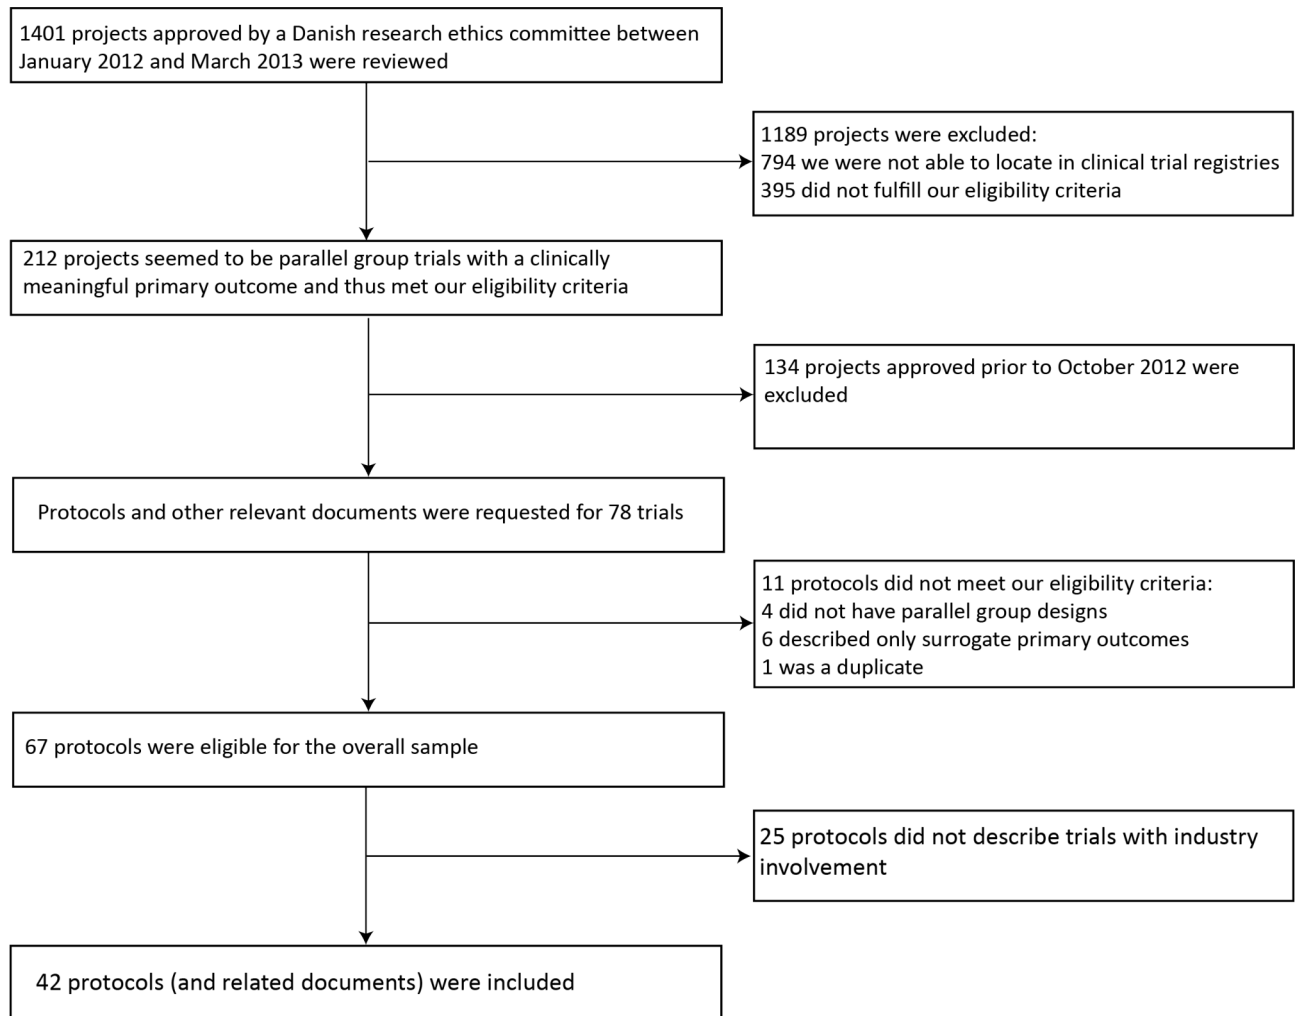 1401 projects approved by a Danish research ethics committee between
January 2012 and March 2013 were reviewed
1189 projects were excluded:
794 we were not able to locate in clinical trial registries
395 did not fulfill our eligibility criteria
212 projects seemed to be parallel group trials with a clinically
meaningful primary outcome and thus met our eligibility criteria
134 projects approved prior to October 2012 were
excluded
Protocols and other relevant documents were requested for 78 trials
11 protocols did not meet our eligibility criteria:
4 did not have parallel group designs
6 described only surrogate primary outcomes
1 was a duplicate
67 protocols were eligible for the overall sample
25 protocols did not describe trials with industry
involvement
42 protocols (and related documents) were included